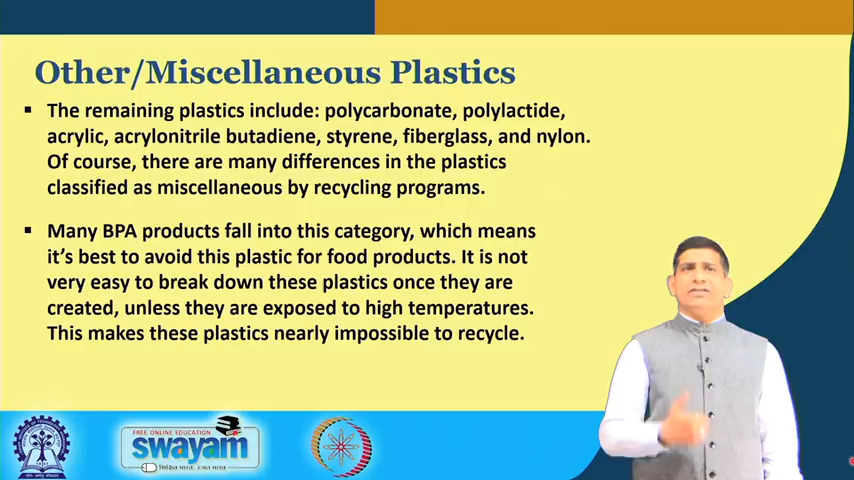 Other/Miscellaneous Plastics
▪ The remaining plastics include: polycarbonate, polylactide,
acrylic, acrylonitrile butadiene, styrene, fiberglass, and nylon.
Of course, there are many differences in the plastics
classified as miscellaneous by recycling programs.
▪ Many BPA products fall into this category, which means
it's best to avoid this plastic for food products. It is not
very easy to break down these plastics once they are
created, unless they are exposed to high temperatures.
This makes these plastics nearly impossible to recycle.
FREE ONLINE EDUCATION
swayam